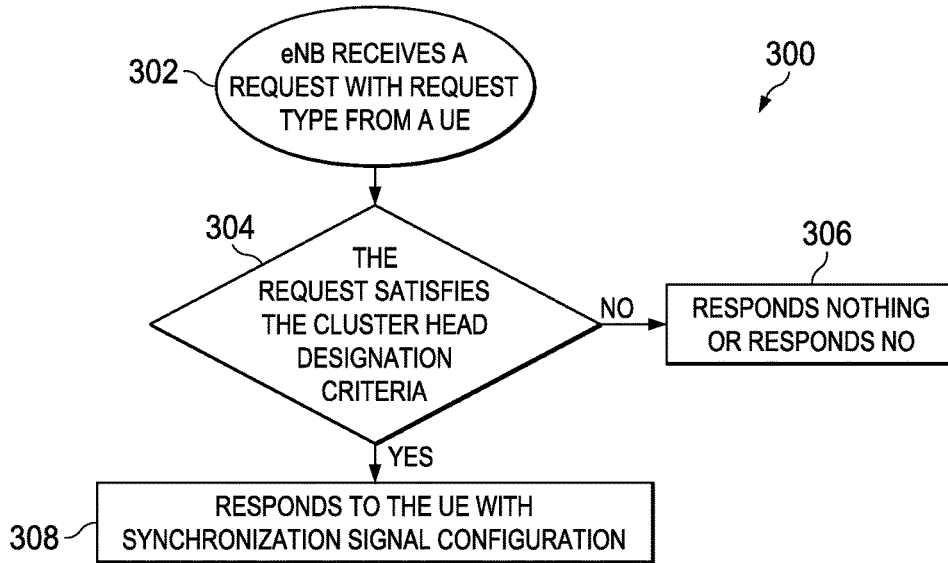 302
eNB RECEIVES A
REQUEST WITH REQUEST
TYPE FROM A UE
300
304
THE
REQUEST SATISFIES
THE CLUSTER HEAD
DESIGNATION
CRITERIA
NO
306
RESPONDS NOTHING
OR RESPONDS NO
YES
308
RESPONDS TO THE UE WITH
SYNCHRONIZATION SIGNAL CONFIGURATION